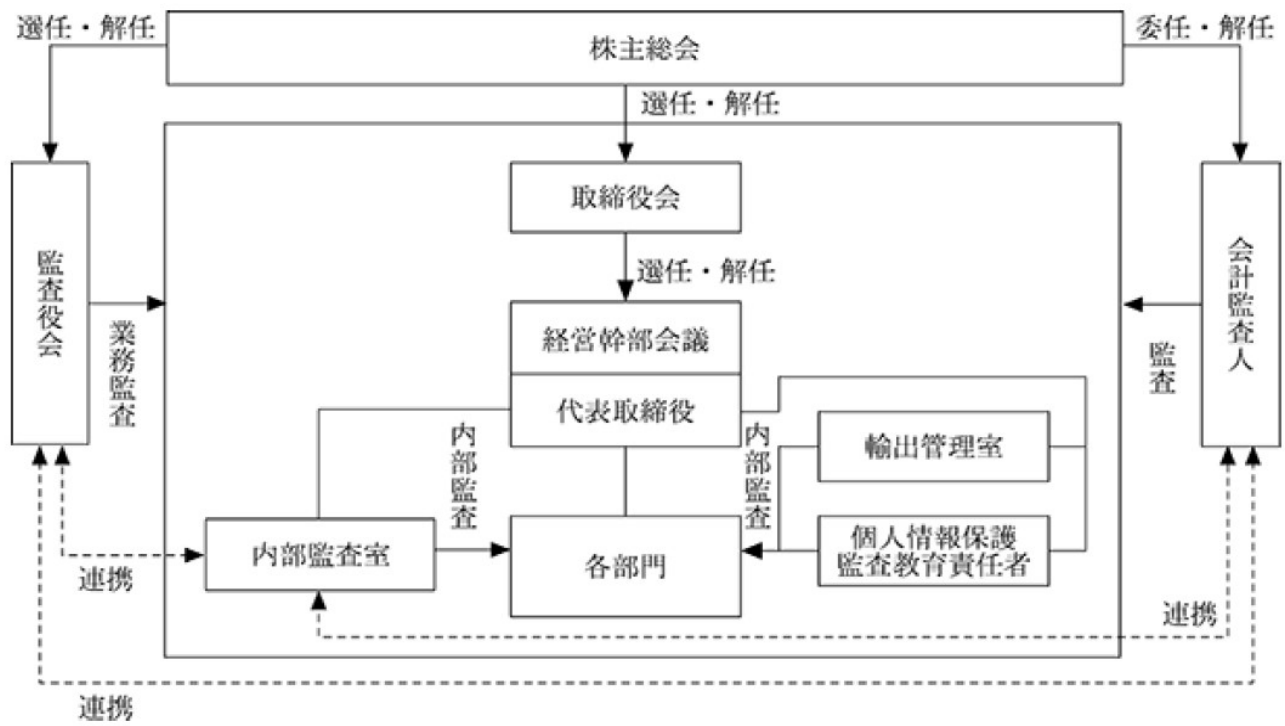 選任・解任
株主総会
委任・解任
選任・解任
取締役会
選任・解任
監査役会
業務監査
経営幹部会議
代表取締役
会計監査人
監査
内部監査
内部監査
輸出管理室
内部監査室
各部門
個人情報保護
監査教育責任者
連携
連携
連携